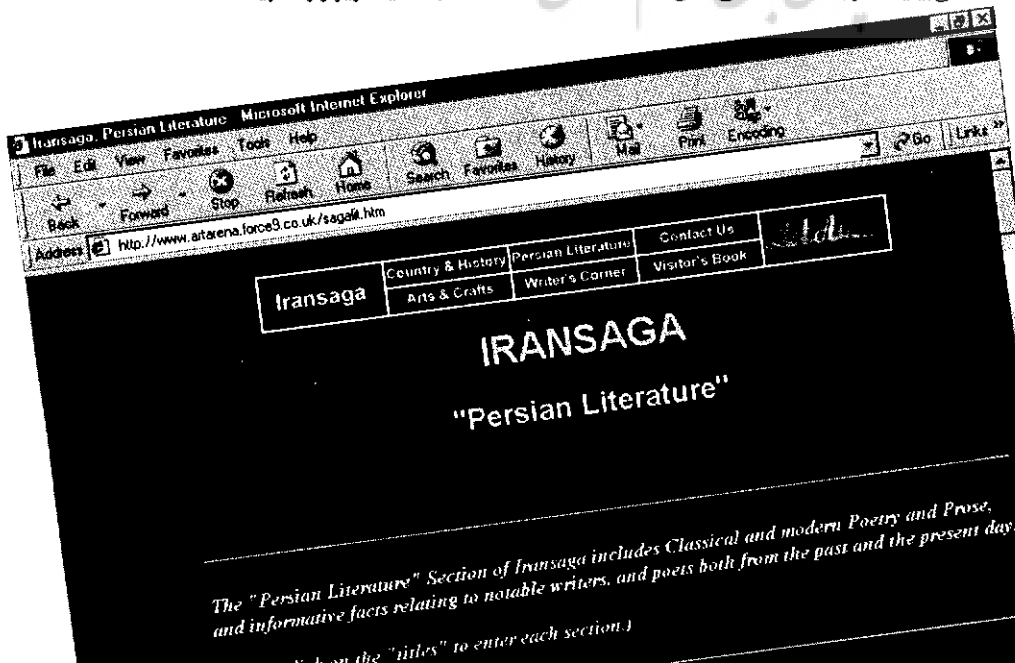 Iransaga, Persian Literature - Microsoft Internet Explorer
File Edit View Favorites Tools Help
Back Forward Stop Refresh Home Search Favorites History Mail Print Encoding
Address http://www.artarena.force9.co.uk/sagalit.htm Go Links »
Iransaga
Country & History Persian Literature Contact Us
Arts & Crafts Writer's Corner Visitor's Book
IRANSAGA
"Persian Literature"
The "Persian Literature" Section of Iransaga includes Classical and modern Poetry and Prose,
and informative facts relating to notable writers, and poets both from the past and the present day.
on the "titles" to enter each section.)